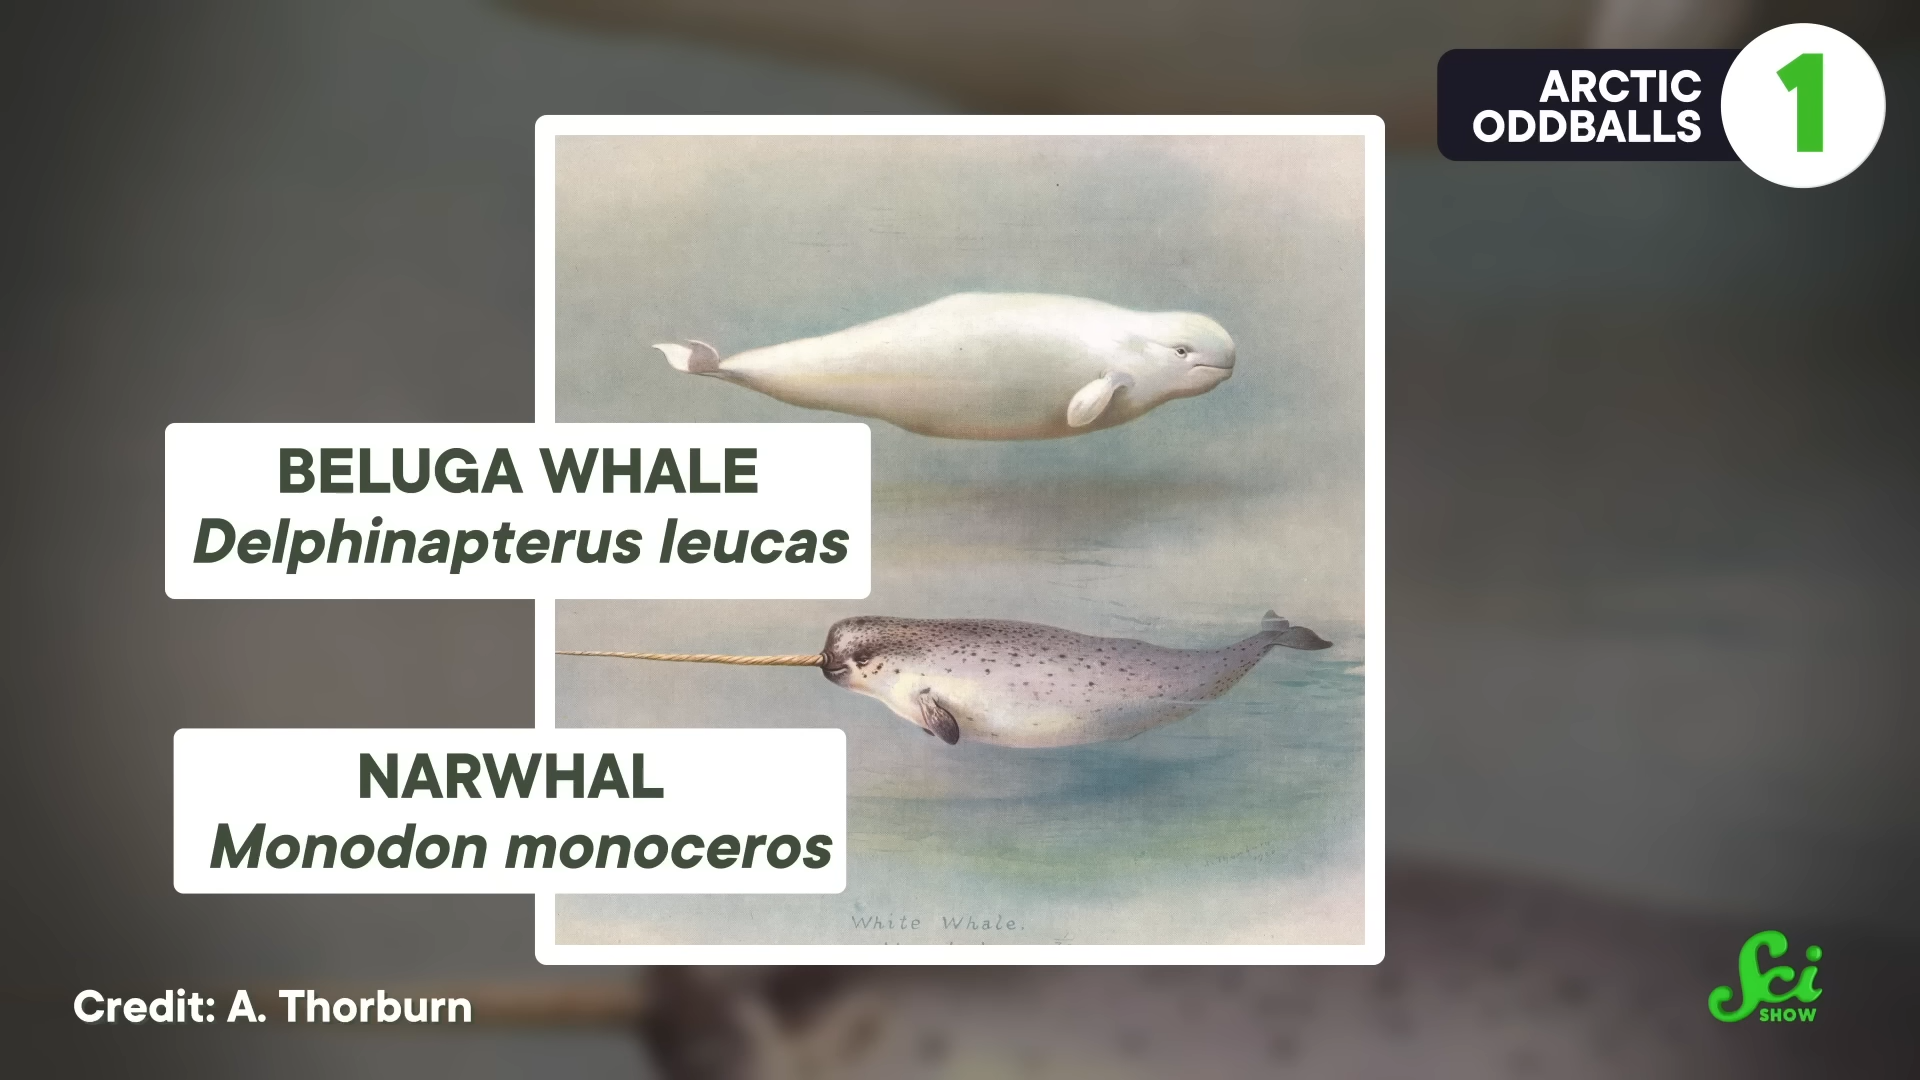 ARCTIC
ODDBALLS
1
BELUGA WHALE
Delphinapterus leucas
NARWHAL
Monodon monoceros
White Whale.
Credit: A. Thorburn
Sci
SHOW